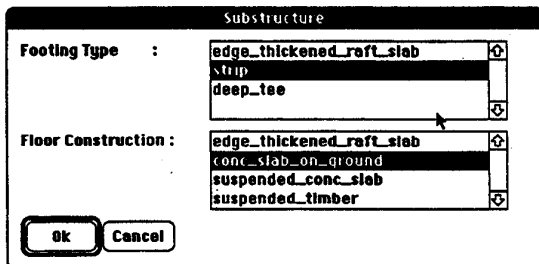 Substructure
Footing Type :
edge_thickened_raft_slab
strip
deep_tee
Floor Construction :
edge_thickened_raft_slab
conc_slab_on_ground
suspended_conc_slab
suspended_timber
Ok Cancel